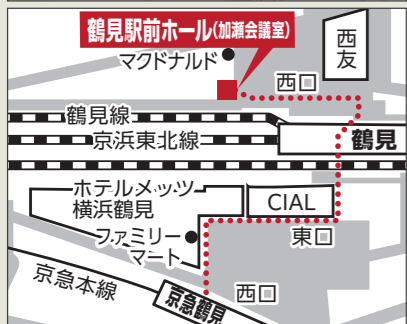 鶴見駅前ホール(加瀬会議室)
マクドナルド
西友
西口
鶴見線
京浜東北線
鶴見
ホテルメッツ
横浜鶴見
CIAL
ファミリー
マート
東口
京急本線
京急鶴見
西口